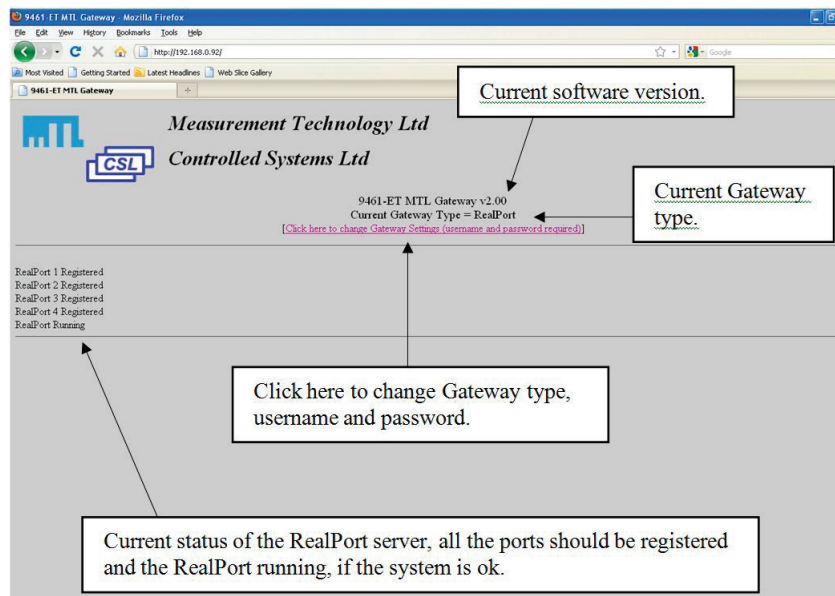 9461-ET MTL Gateway - Mozilla Firefox
File Edit View History Bookmarks Tools Help
http://192.168.0.92/
Google
Most Visited Getting Started Latest Headlines Web Slice Gallery
9461-ET MTL Gateway
Current software version.
MTL
Measurement Technology Ltd
CSL
Controlled Systems Ltd
9461-ET MTL Gateway v2.00
Current Gateway Type = RealPort
[Click here to change Gateway Settings (username and password required)]
Current Gateway
type.
RealPort 1 Registered
RealPort 2 Registered
RealPort 3 Registered
RealPort 4 Registered
RealPort Running
Click here to change Gateway type,
username and password.
Current status of the RealPort server, all the ports should be registered
and the RealPort running, if the system is ok.